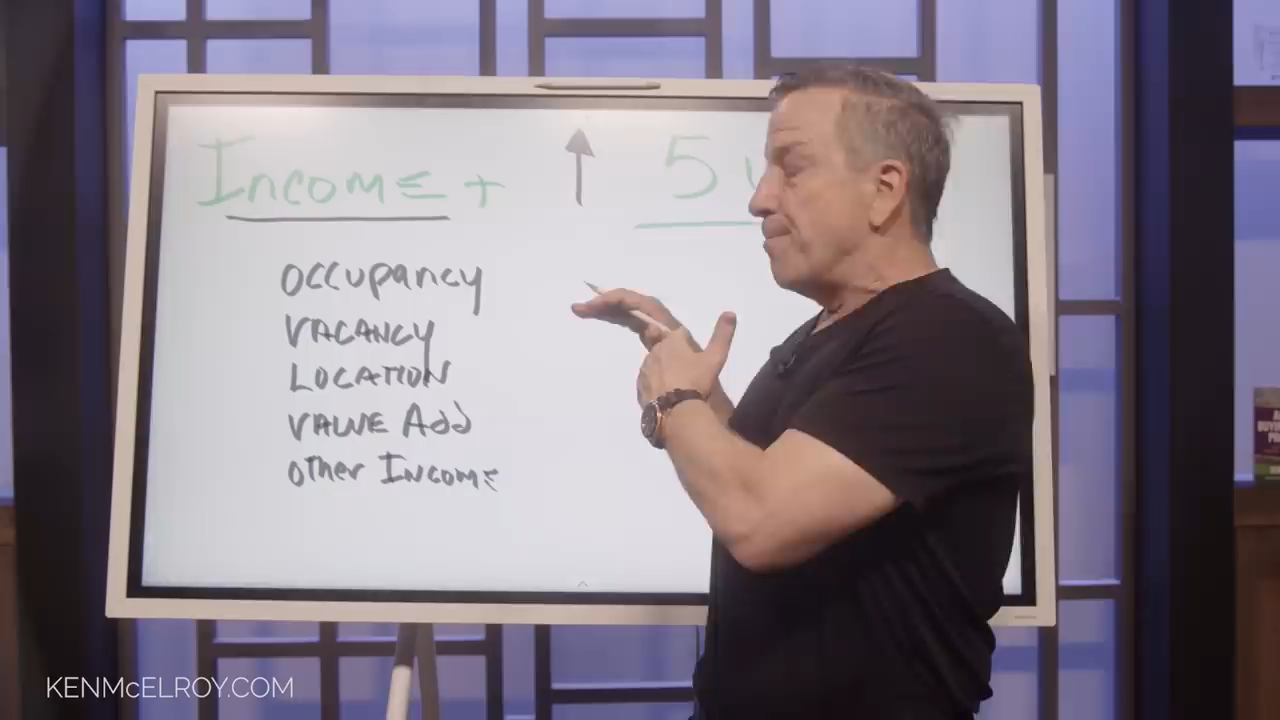 Income + ↑ 5
Occupancy
VACANCY
LOCATION
VALUE Add
Other Income
KENMCELROY.COM